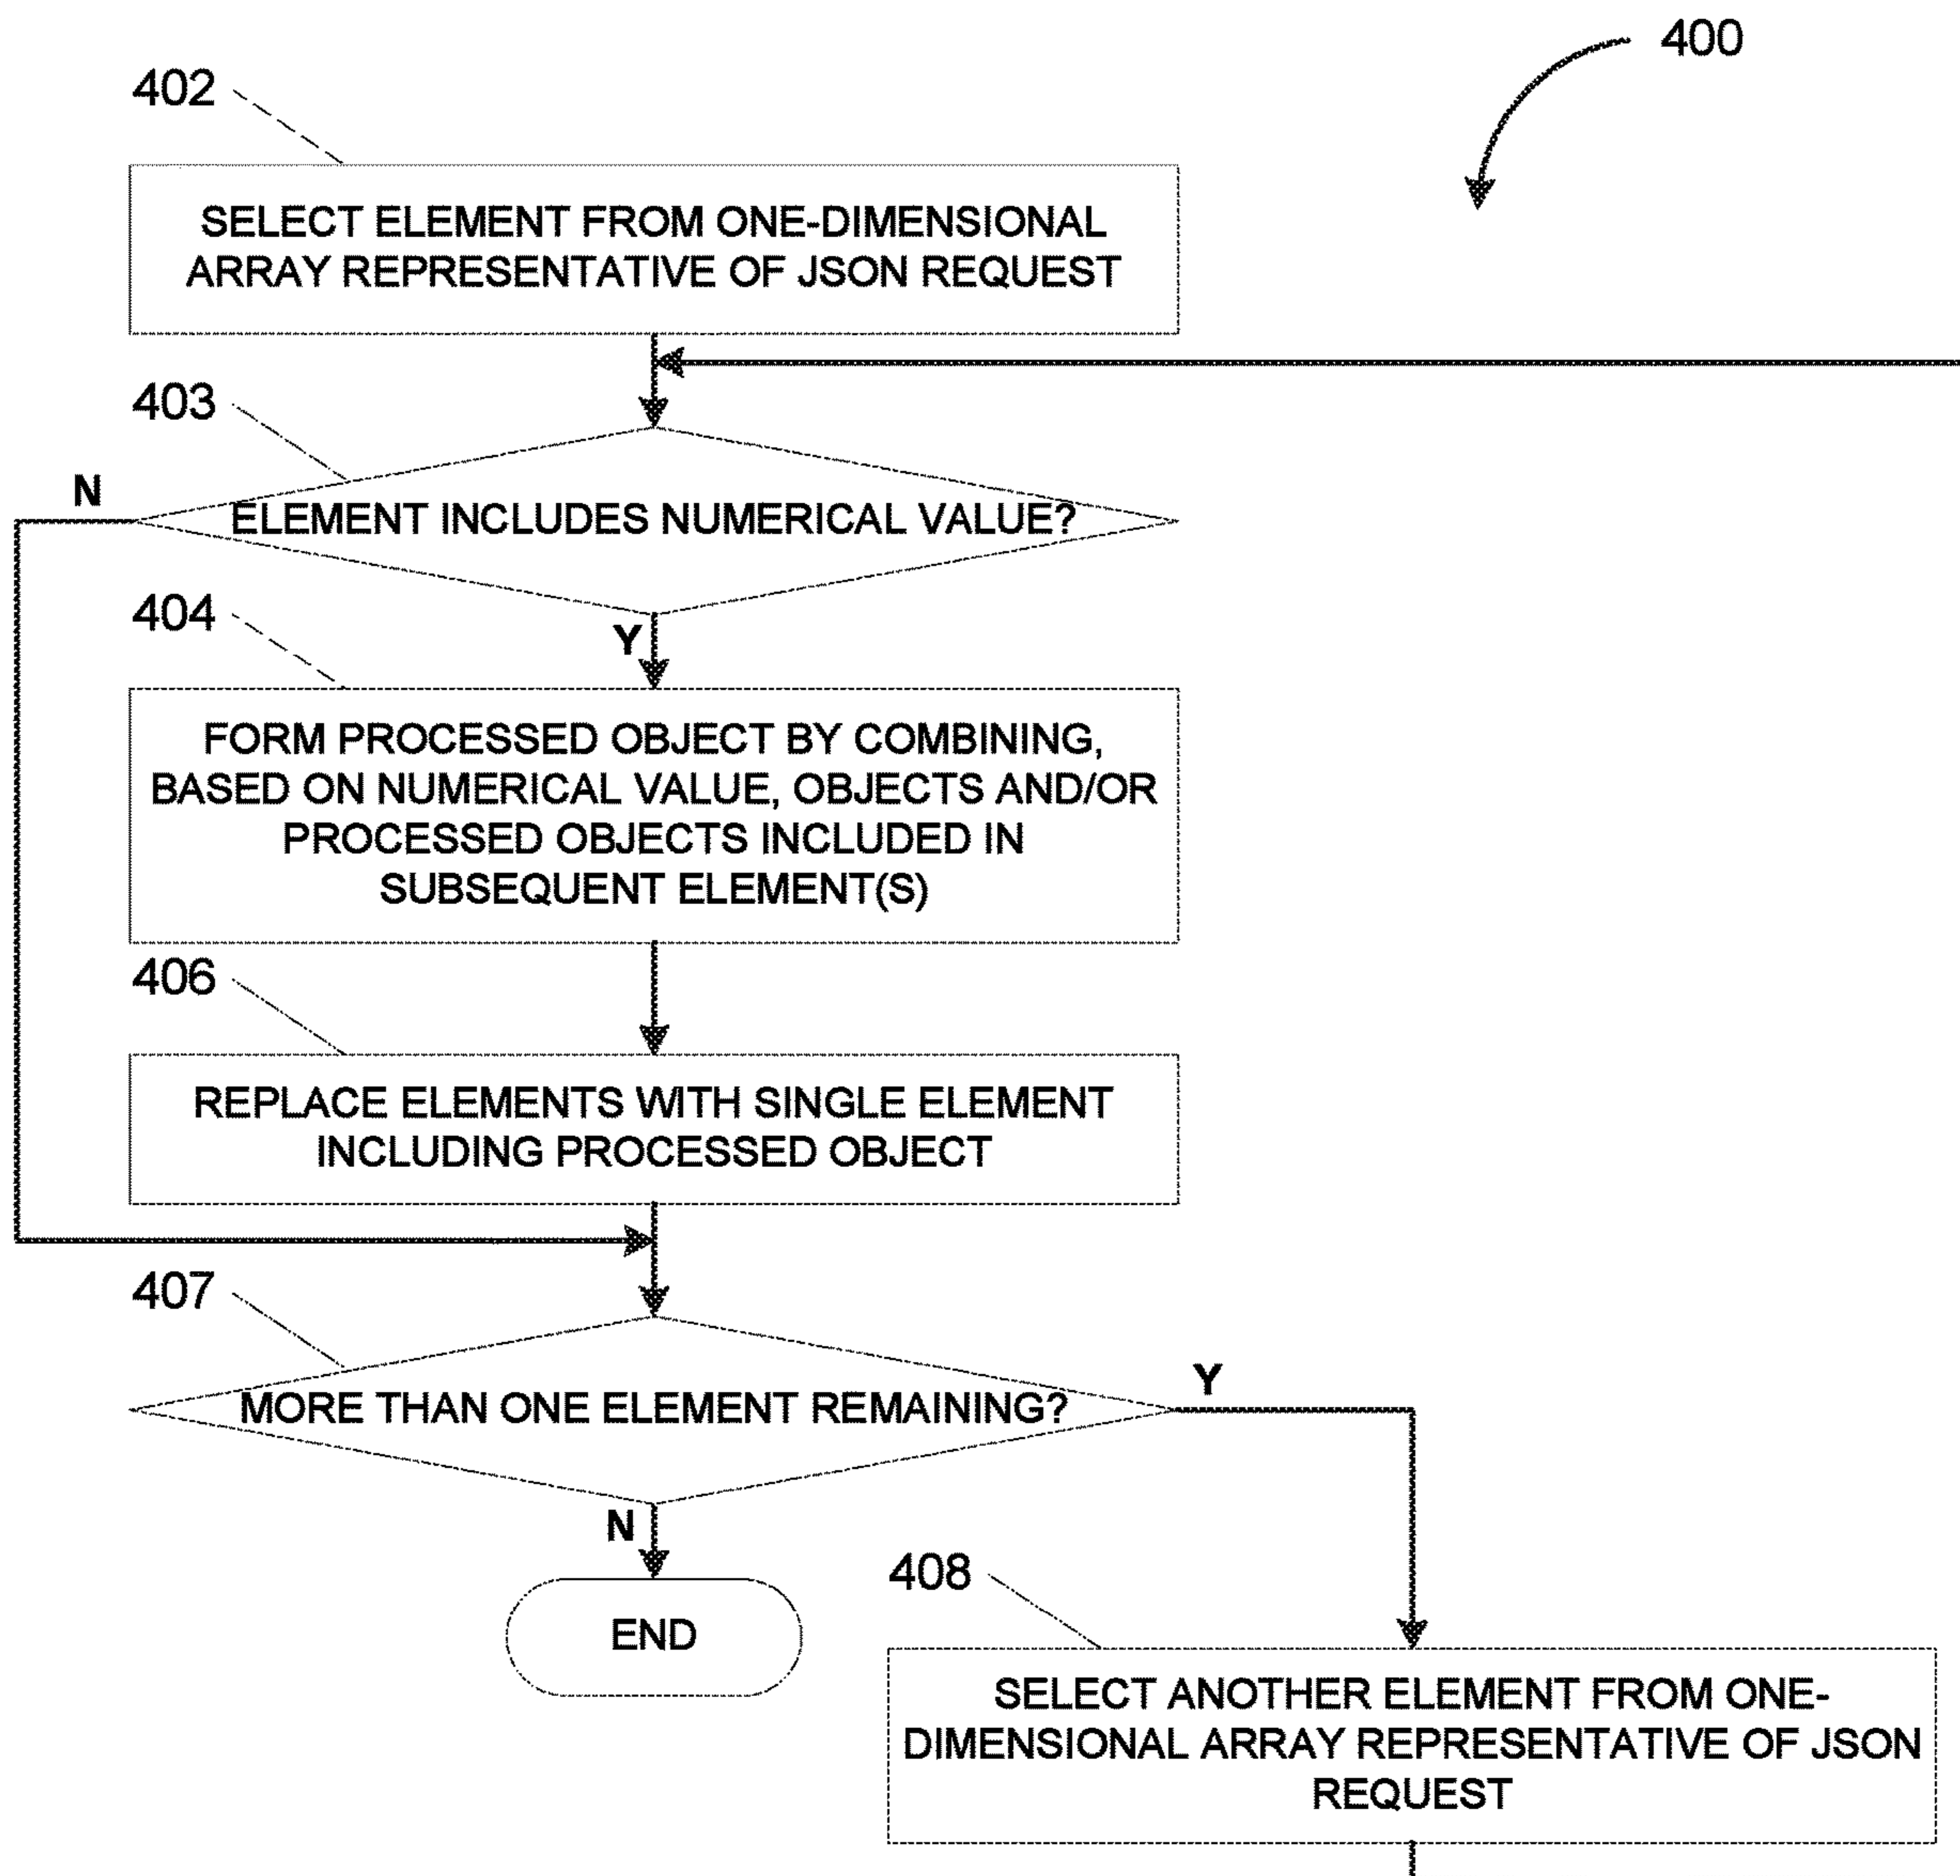 400
402
SELECT ELEMENT FROM ONE-DIMENSIONAL
ARRAY REPRESENTATIVE OF JSON REQUEST
403
N
ELEMENT INCLUDES NUMERICAL VALUE?
404
Y
FORM PROCESSED OBJECT BY COMBINING,
BASED ON NUMERICAL VALUE, OBJECTS AND/OR
PROCESSED OBJECTS INCLUDED IN
SUBSEQUENT ELEMENT(S)
406
REPLACE ELEMENTS WITH SINGLE ELEMENT
INCLUDING PROCESSED OBJECT
407
MORE THAN ONE ELEMENT REMAINING?
Y
N
END
408
SELECT ANOTHER ELEMENT FROM ONE-
DIMENSIONAL ARRAY REPRESENTATIVE OF JSON
REQUEST